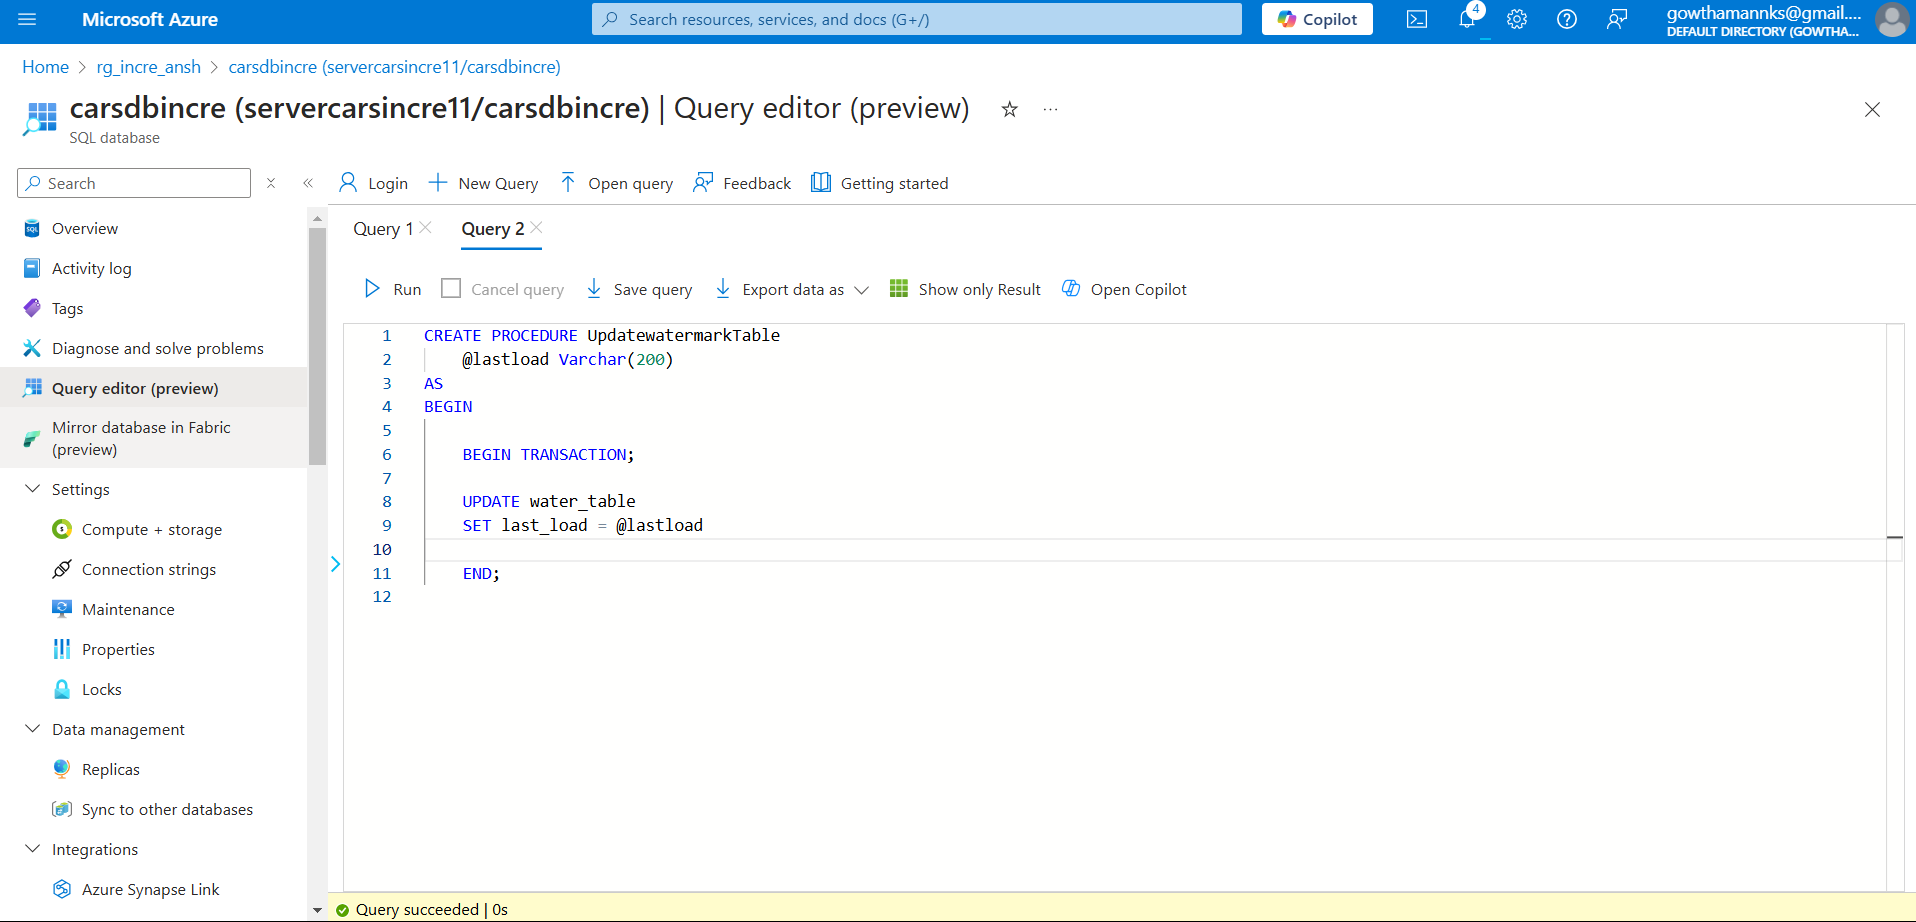 Microsoft Azure
Search resources, services, and docs (G+/)
Copilot
4
gowthamannks@gmail....
DEFAULT DIRECTORY (GOWTHA...
Home > rg_incre_ansh > carsdbincre (servercarsincre11/carsdbincre)
carsdbincre (servercarsincre11/carsdbincre) | Query editor (preview)
SQL database
Search
Login
New Query
Open query
Feedback
Getting started
Overview
Activity log
Tags
Diagnose and solve problems
Query editor (preview)
Mirror database in Fabric
(preview)
Settings
Compute + storage
Connection strings
Maintenance
Properties
Locks
Data management
Replicas
Sync to other databases
Integrations
Azure Synapse Link
Query 1
Query 2
Run
Cancel query
Save query
Export data as
Show only Result
Open Copilot
1 CREATE PROCEDURE UpdatewatermarkTable
2 @lastload Varchar(200)
3 AS
4 BEGIN
5
6 BEGIN TRANSACTION;
7
8 UPDATE water_table
9 SET last_load = @lastload
10
11 END;
12
Query succeeded | 0s